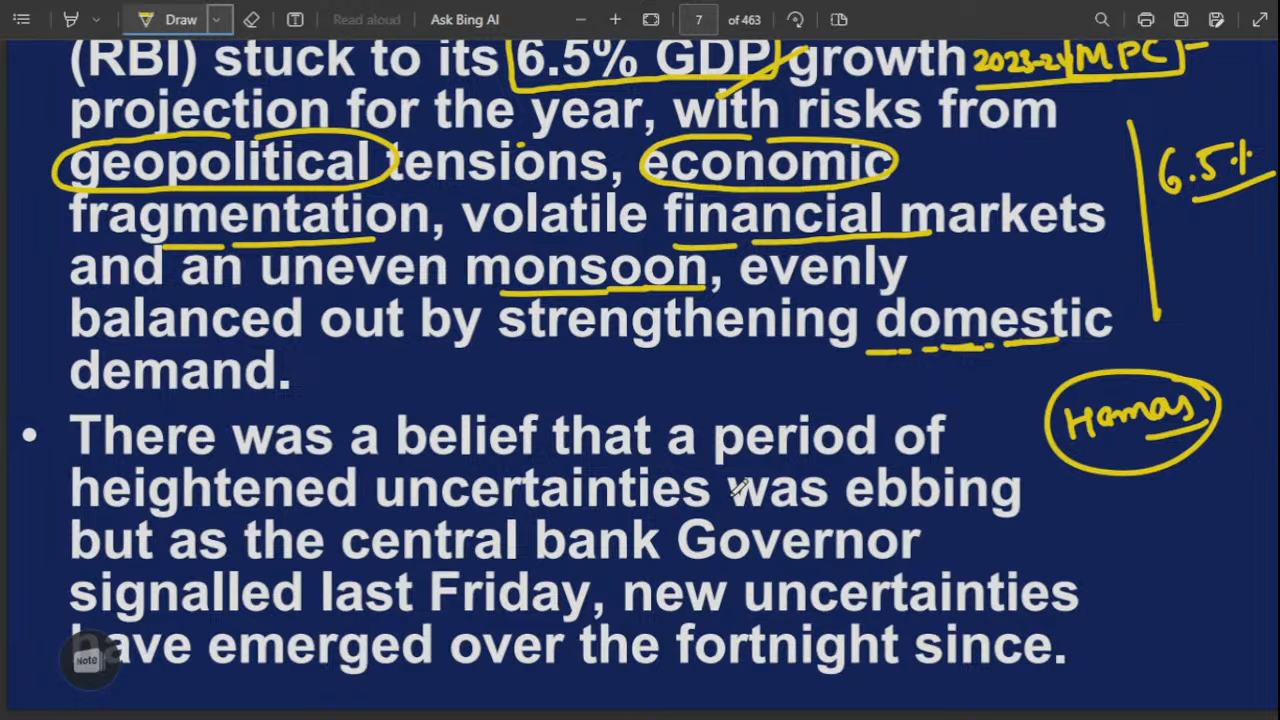 Draw
Read aloud
Ask Bing AI
7
of 463
(RBI) stuck to its 6.5% GDP growth
2023-24 MPC -
projection for the year, with risks from
geopolitical tensions, economic
6.5%
fragmentation, volatile financial markets
and an uneven monsoon, evenly
balanced out by strengthening domestic
demand.
Hamas
• There was a belief that a period of
heightened uncertainties was ebbing
but as the central bank Governor
signalled last Friday, new uncertainties
have emerged over the fortnight since.
Note